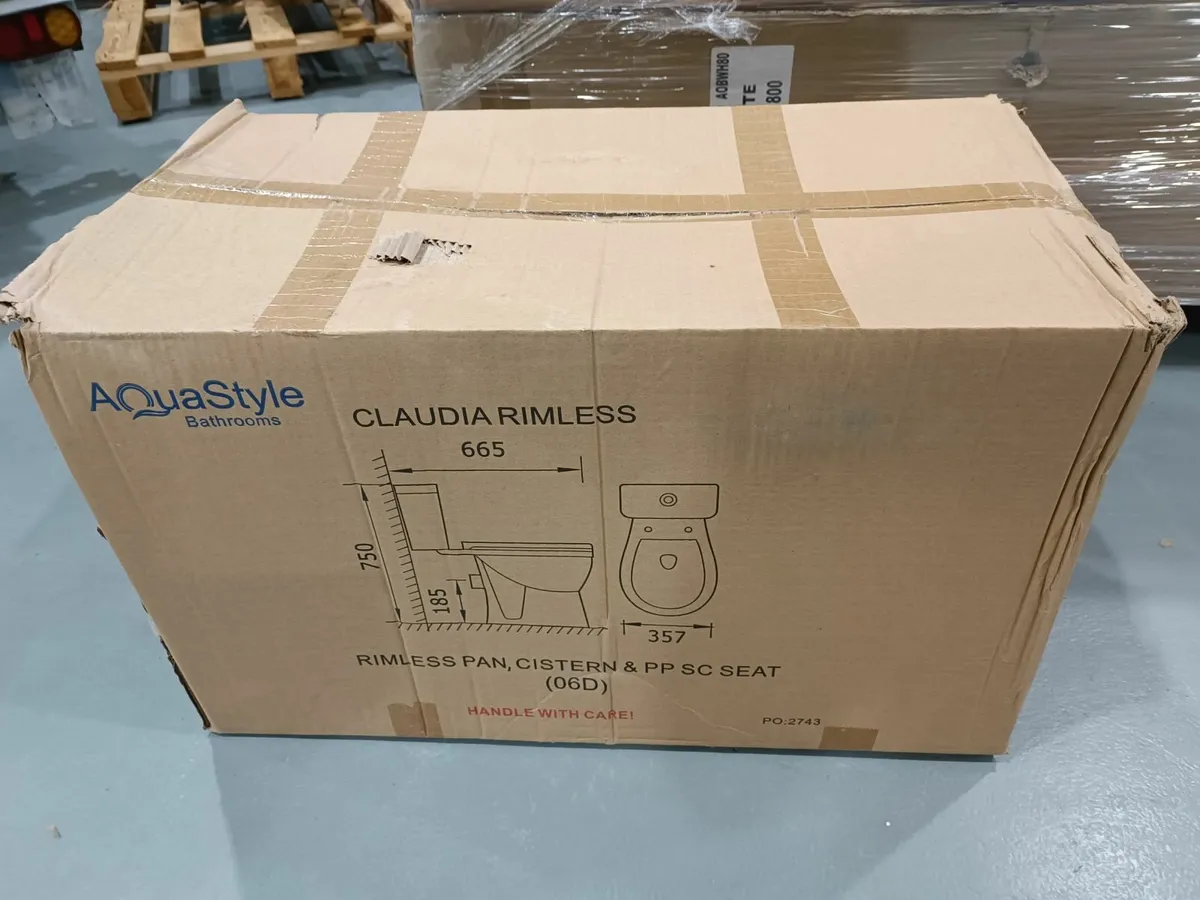 AOBWH80
TE
800
AQuaStyle
Bathrooms
CLAUDIA RIMLESS
665
750
185
357
RIMLESS PAN, CISTERN & PP SC SEAT
(06D)
HANDLE WITH CARE!
PO:2743